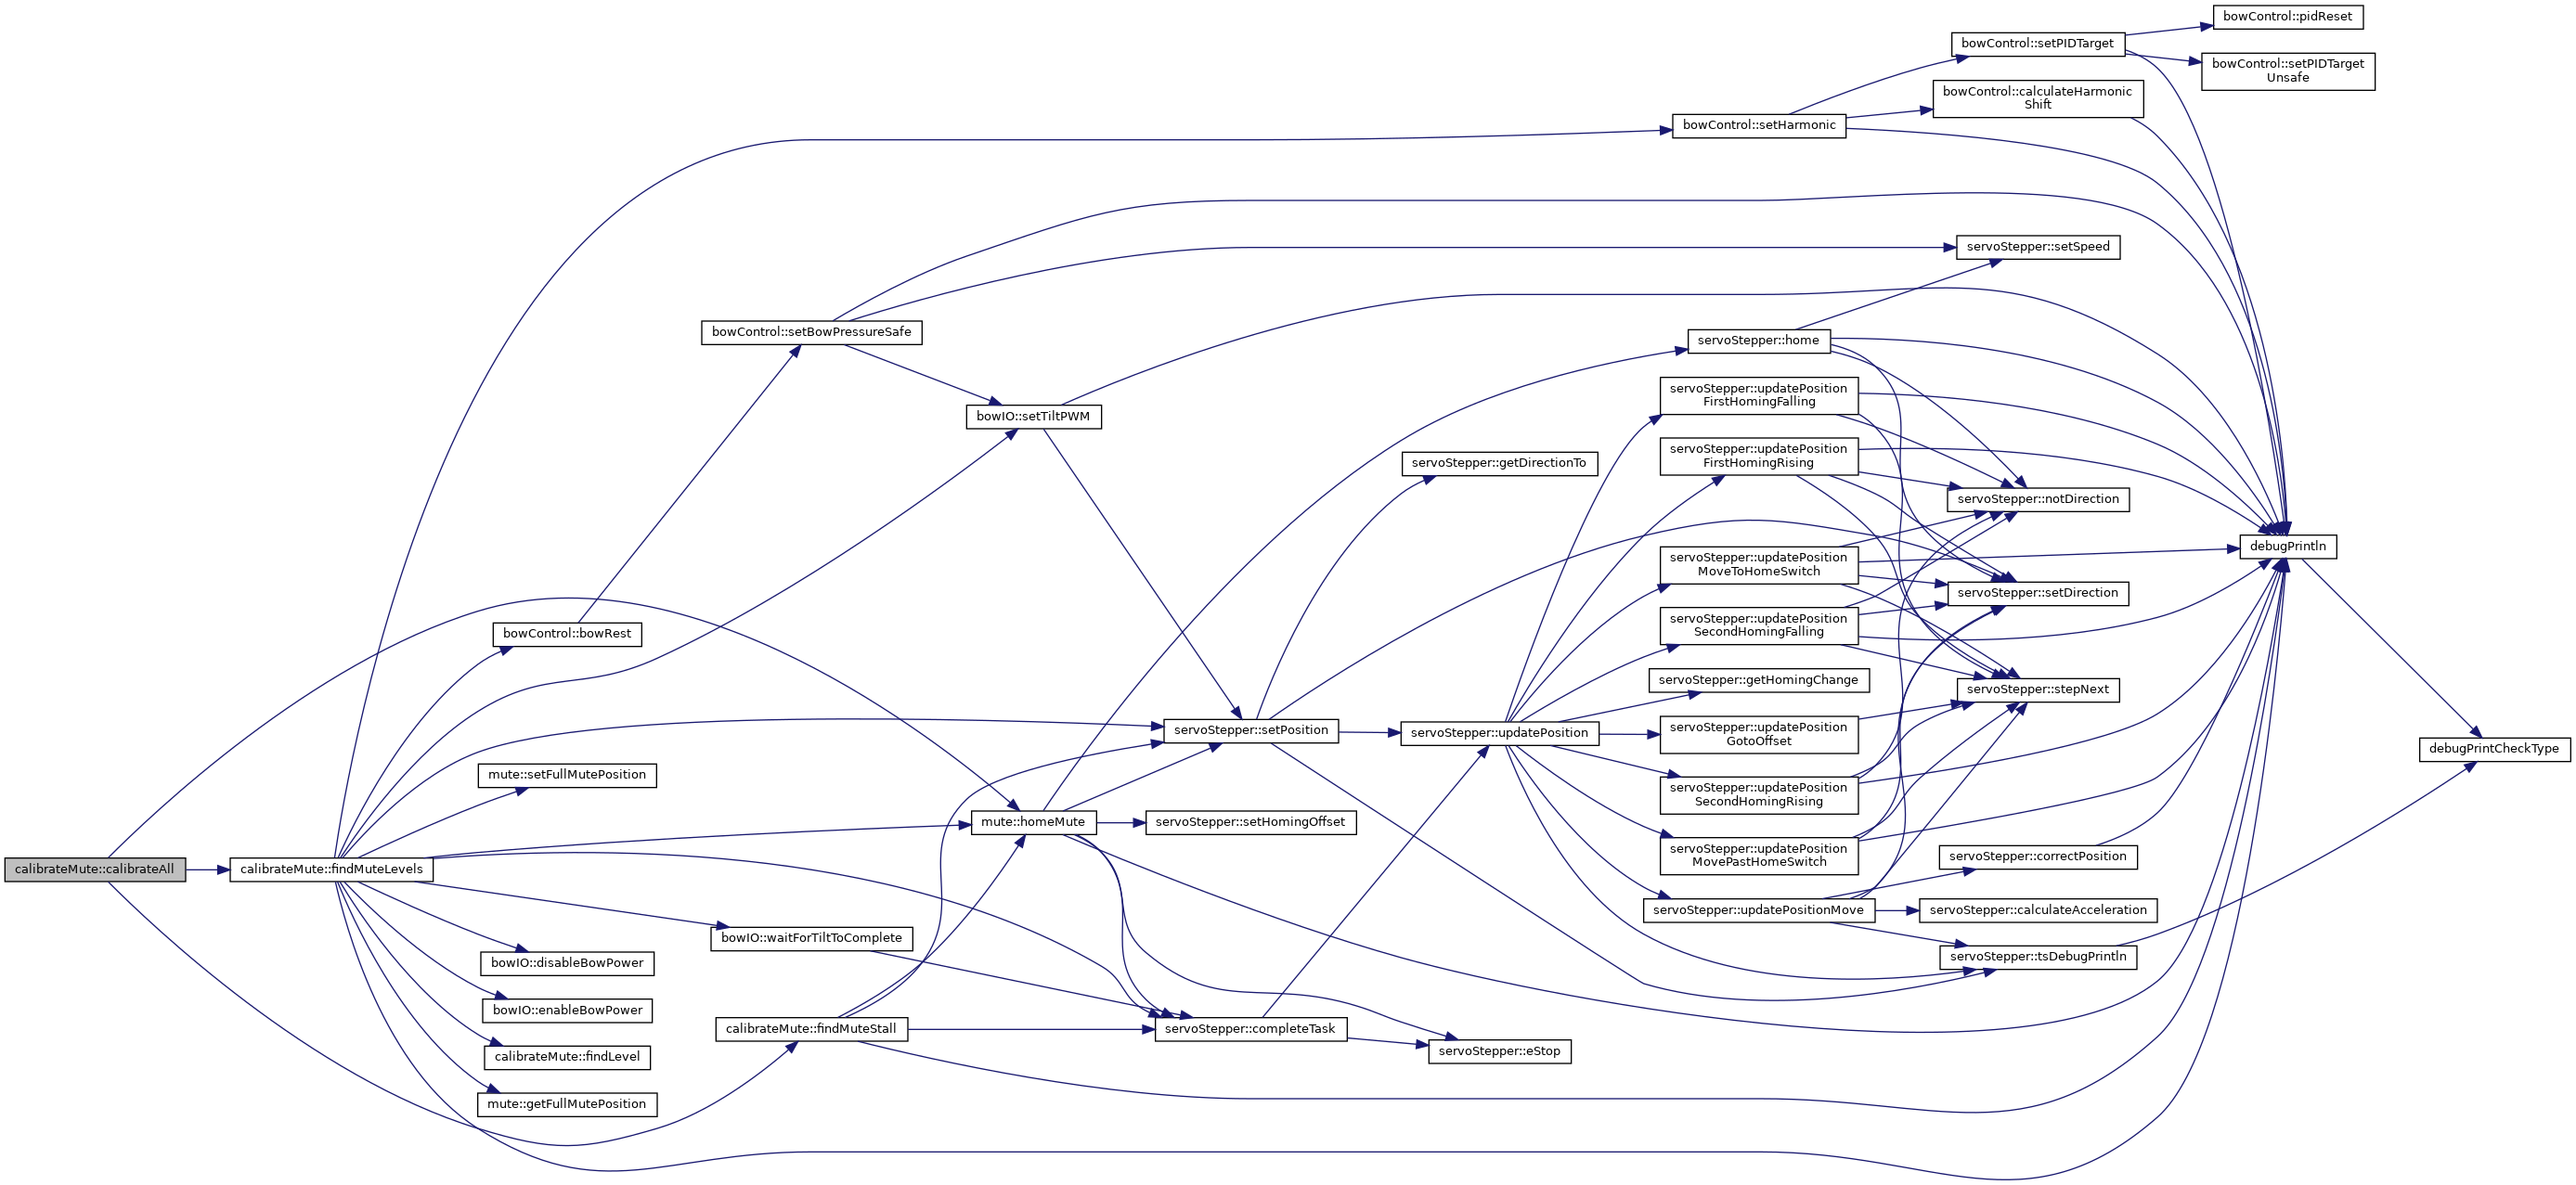 bowControl::pidReset
bowControl::setPIDTarget
bowControl::setPIDTarget
Unsafe
bowControl::calculateHarmonic
Shift
bowControl::setHarmonic
servoStepper::setSpeed
bowControl::setBowPressureSafe
servoStepper::home
servoStepper::updatePosition
FirstHomingFalling
bowIO::setTiltPWM
servoStepper::updatePosition
FirstHomingRising
servoStepper::getDirectionTo
servoStepper::notDirection
debugPrintln
servoStepper::updatePosition
MoveToHomeSwitch
servoStepper::setDirection
servoStepper::updatePosition
SecondHomingFalling
bowControl::bowRest
servoStepper::getHomingChange
servoStepper::stepNext
servoStepper::setPosition
servoStepper::updatePosition
servoStepper::updatePosition
GotoOffset
debugPrintCheckType
mute::setFullMutePosition
servoStepper::updatePosition
SecondHomingRising
mute::homeMute
servoStepper::setHomingOffset
servoStepper::updatePosition
MovePastHomeSwitch
servoStepper::correctPosition
calibrateMute::calibrateAll
calibrateMute::findMuteLevels
servoStepper::updatePositionMove
servoStepper::calculateAcceleration
bowIO::waitForTiltToComplete
servoStepper::tsDebugPrintln
bowIO::disableBowPower
bowIO::enableBowPower
calibrateMute::findMuteStall
servoStepper::completeTask
servoStepper::eStop
calibrateMute::findLevel
mute::getFullMutePosition